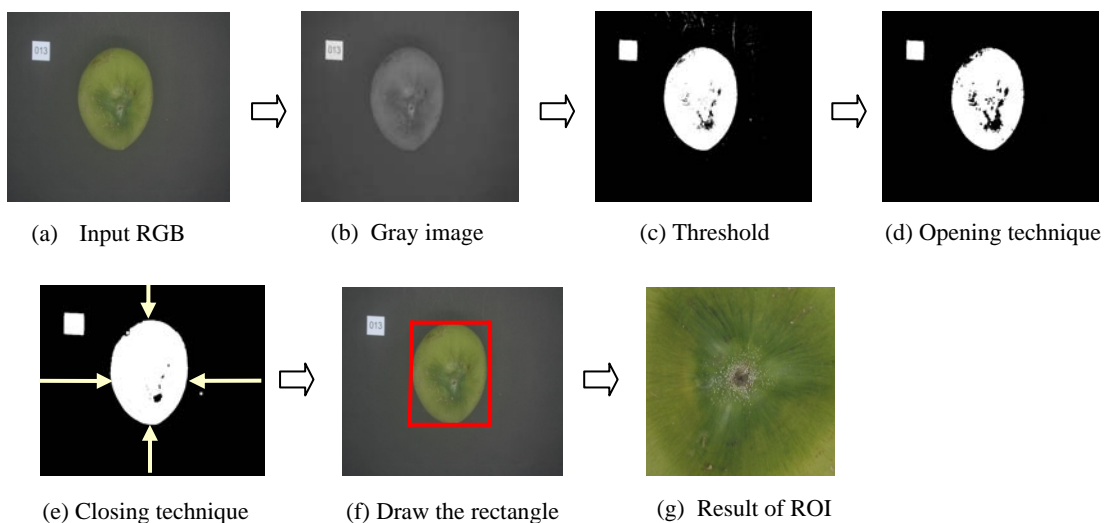 013
013
(a) Input RGB
(b) Gray image
(c) Threshold
(d) Opening technique
013
(e) Closing technique
(f) Draw the rectangle
(g) Result of ROI